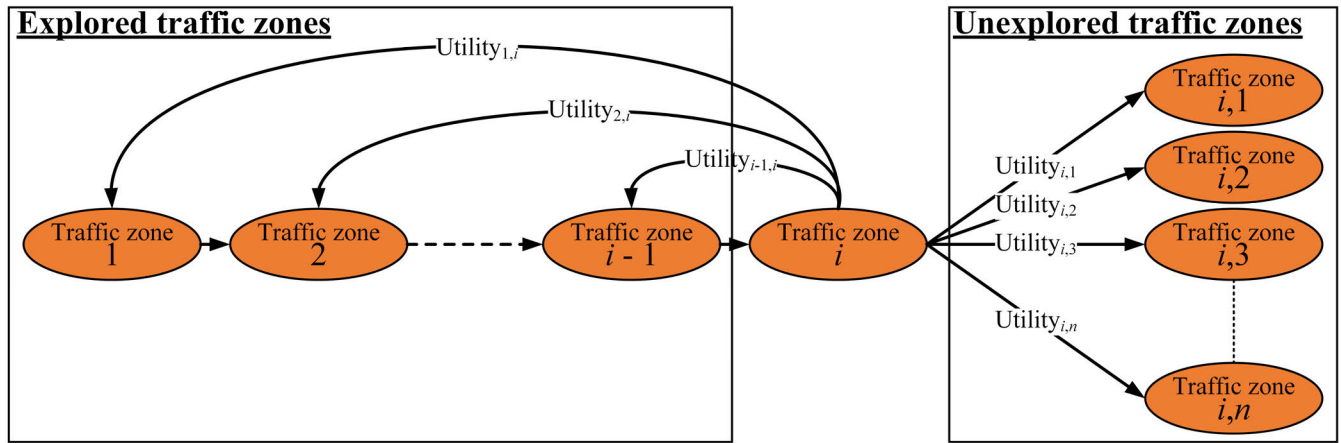 Explored traffic zones
Utility1,i
Utility2,i
Utilityi-1,i
Traffic zone
1
Traffic zone
2
Traffic zone
i - 1
Traffic zone
i
Unexplored traffic zones
Utilityi,1
Utilityi,2
Utilityi,3
Utilityi,n
Traffic zone
i,1
Traffic zone
i,2
Traffic zone
i,3
Traffic zone
i,n